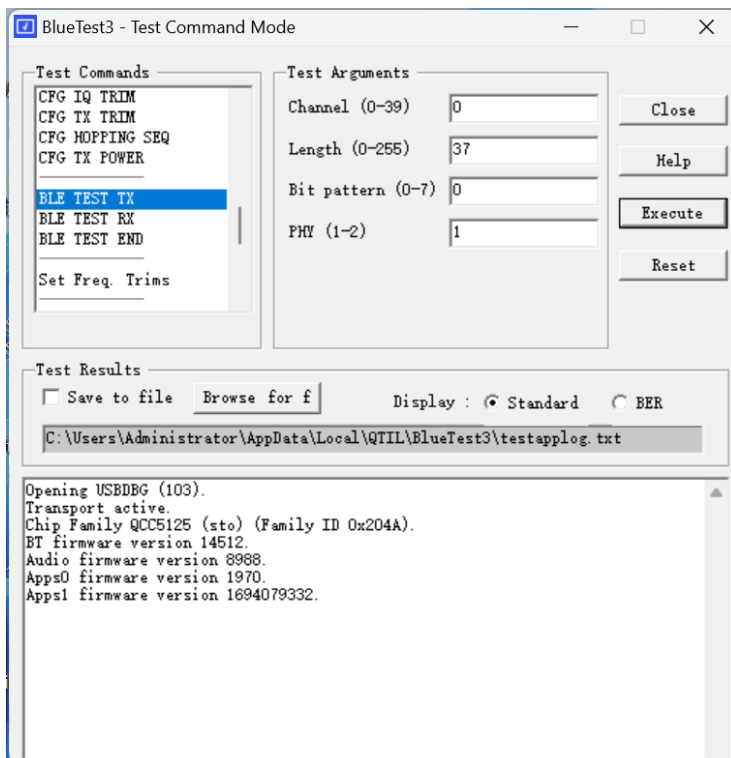 BlueTest3 - Test Command Mode
Test Commands
CFG IQ TRIM
CFG TX TRIM
CFG HOPPING SEQ
CFG TX POWER
BLE TEST TX
BLE TEST RX
BLE TEST END
Set Freq. Trims
Test Arguments
Channel (0-39) 0
Length (0-255) 37
Bit pattern (0-7) 0
PHY (1-2) 1
Close
Help
Execute
Reset
Test Results
Save to file Browse for f Display : Standard BER
C:\Users\Administrator\AppData\Local\QTIL\BlueTest3\testapplog.txt
Opening USBDBG (103).
Transport active.
Chip Family QCC5125 (sto) (Family ID 0x204A).
BT firmware version 14512.
Audio firmware version 8988.
Apps0 firmware version 1970.
Apps1 firmware version 1694079332.